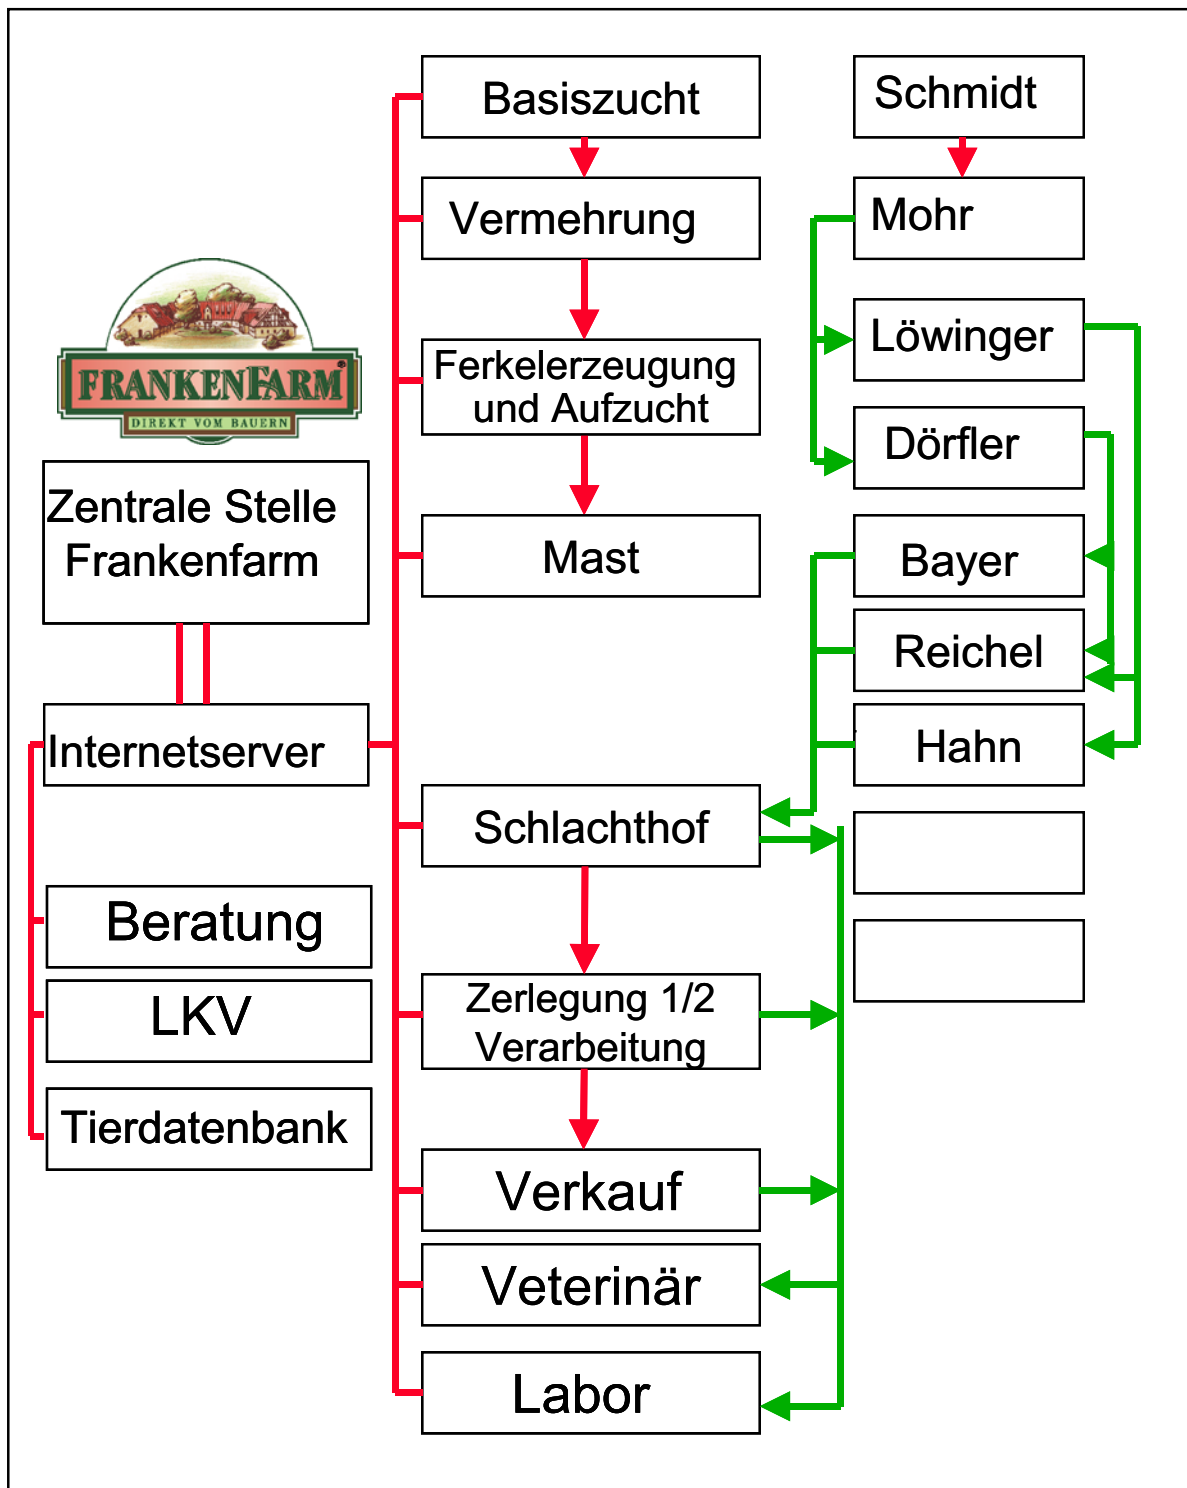 Basiszucht
Schmidt
Vermehrung
Mohr
FRANKENFARM®
DIREKT VOM BAUERN
Ferkelerzeugung
und Aufzucht
Löwinger
Dörfler
Zentrale Stelle
Frankenfarm
Mast
Bayer
Reichel
Internetserver
Hahn
Schlachthof
Beratung
LKV
Zerlegung 1/2
Verarbeitung
Tierdatenbank
Verkauf
Veterinär
Labor